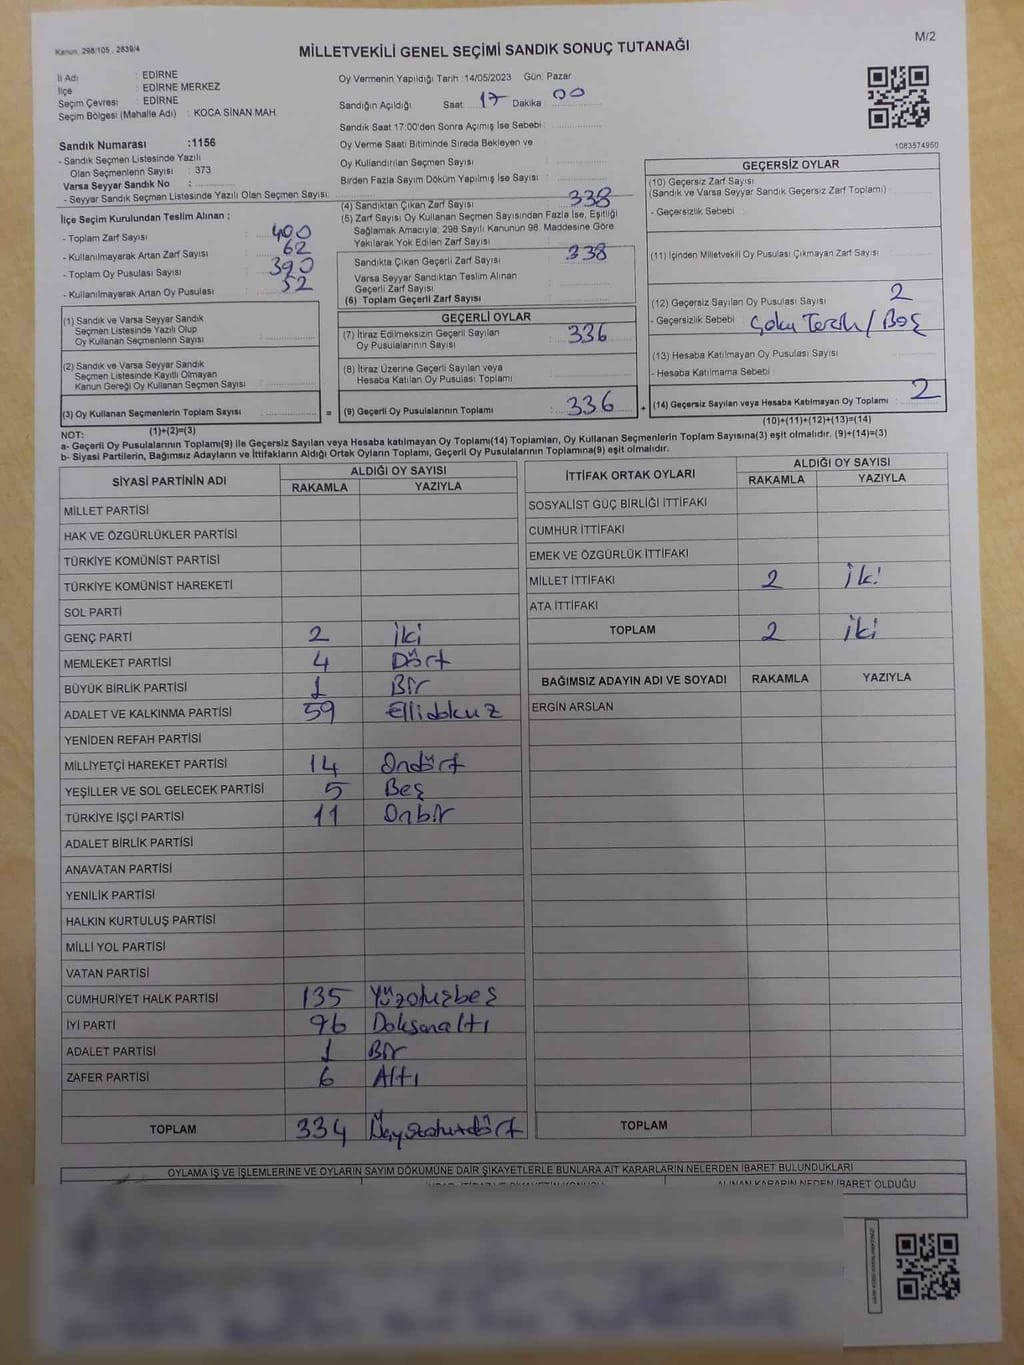 Kanun: 298/105 , 2839/4
MİLLETVEKİLİ GENEL SEÇİMİ SANDIK SONUÇ TUTANAĞI
M/2
İl Adı : EDİRNE
İlçe : EDİRNE MERKEZ
Seçim Çevresi : EDİRNE
Seçim Bölgesi (Mahalle Adı) : KOCA SİNAN MAH.
Sandık Numarası :1156
- Sandık Seçmen Listesinde Yazılı
Olan Seçmenlerin Sayısı : 373
Varsa Seyyar Sandık No :
- Seyyar Sandık Seçmen Listesinde Yazılı Olan Seçmen Sayısı:
İlçe Seçim Kurulundan Teslim Alınan ;
- Toplam Zarf Sayısı : 400
- Kullanılmayarak Artan Zarf Sayısı : 62
- Toplam Oy Pusulası Sayısı : 390
- Kullanılmayarak Artan Oy Pusulası : 52
(1) Sandık ve Varsa Seyyar Sandık
Seçmen Listesinde Yazılı Olup
Oy Kullanan Seçmenlerin Sayısı :
(2) Sandık ve Varsa Seyyar Sandık
Seçmen Listesinde Kayıtlı Olmayan
Kanun Gereği Oy Kullanan Seçmen Sayısı :
(3) Oy Kullanan Seçmenlerin Toplam Sayısı :
(1)+(2)=(3)
Oy Vermenin Yapıldığı Tarih :14/05/2023 Gün: Pazar
Sandığın Açıldığı Saat: 17 Dakika : 00
Sandık Saat 17:00'den Sonra Açılmış İse Sebebi :
Oy Verme Saati Bitiminde Sırada Bekleyen ve
Oy Kullandırılan Seçmen Sayısı :
Birden Fazla Sayım Döküm Yapılmış İse Sayısı :
(4) Sandıktan Çıkan Zarf Sayısı : 338
(5) Zarf Sayısı Oy Kullanan Seçmen Sayısından Fazla İse, Eşitliği
Sağlamak Amacıyla, 298 Sayılı Kanunun 98. Maddesine Göre
Yakılarak Yok Edilen Zarf Sayısı :
Sandıkta Çıkan Geçerli Zarf Sayısı : 338
Varsa Seyyar Sandıktan Teslim Alınan
Geçerli Zarf Sayısı :
(6) Toplam Geçerli Zarf Sayısı :
GEÇERLİ OYLAR
(7) İtiraz Edilmeksizin Geçerli Sayılan
Oy Pusulalarının Sayısı : 336
(8) İtiraz Üzerine Geçerli Sayılan veya
Hesaba Katılan Oy Pusulası Toplamı :
= (9) Geçerli Oy Pusulalarının Toplamı : 336
1083574950
GEÇERSİZ OYLAR
(10) Geçersiz Zarf Sayısı
(Sandık ve Varsa Seyyar Sandık Geçersiz Zarf Toplamı) :
- Geçersizlik Sebebi :
(11) İçinden Milletvekili Oy Pusulası Çıkmayan Zarf Sayısı :
(12) Geçersiz Sayılan Oy Pusulası Sayısı : 2
- Geçersizlik Sebebi : Çoklu Tercih/Boş
(13) Hesaba Katılmayan Oy Pusulası Sayısı :
- Hesaba Katılmama Sebebi :
+ (14) Geçersiz Sayılan veya Hesaba Katılmayan Oy Toplamı : 2
(10)+(11)+(12)+(13)=(14)
NOT:
a- Geçerli Oy Pusulalarının Toplamı(9) ile Geçersiz Sayılan veya Hesaba katılmayan Oy Toplamı(14) Toplamları, Oy Kullanan Seçmenlerin Toplam Sayısına(3) eşit olmalıdır. (9)+(14)=(3)
b- Siyasi Partilerin, Bağımsız Adayların ve İttifakların Aldığı Ortak Oyların Toplamı, Geçerli Oy Pusulalarının Toplamına(9) eşit olmalıdır.
SİYASİ PARTİNİN ADI ALDIĞI OY SAYISI
RAKAMLA YAZIYLA
MİLLET PARTİSİ
HAK VE ÖZGÜRLÜKLER PARTİSİ
TÜRKİYE KOMÜNİST PARTİSİ
TÜRKİYE KOMÜNİST HAREKETİ
SOL PARTİ
GENÇ PARTİ 2 İki
MEMLEKET PARTİSİ 4 Dört
BÜYÜK BİRLİK PARTİSİ 1 Bir
ADALET VE KALKINMA PARTİSİ 59 Ellidokuz
YENİDEN REFAH PARTİSİ
MİLLİYETÇİ HAREKET PARTİSİ 14 Ondört
YEŞİLLER VE SOL GELECEK PARTİSİ 5 Beş
TÜRKİYE İŞÇİ PARTİSİ 11 Onbir
ADALET BİRLİK PARTİSİ
ANAVATAN PARTİSİ
YENİLİK PARTİSİ
HALKIN KURTULUŞ PARTİSİ
MİLLİ YOL PARTİSİ
VATAN PARTİSİ
CUMHURİYET HALK PARTİSİ 135 Yüzotuzbeş
İYİ PARTİ 96 Doksanaltı
ADALET PARTİSİ 1 Bir
ZAFER PARTİSİ 6 Altı
TOPLAM 334 Üçyüzotuzdört
İTTİFAK ORTAK OYLARI ALDIĞI OY SAYISI
RAKAMLA YAZIYLA
SOSYALİST GÜÇ BİRLİĞİ İTTİFAKI
CUMHUR İTTİFAKI
EMEK VE ÖZGÜRLÜK İTTİFAKI
MİLLET İTTİFAKI 2 İki
ATA İTTİFAKI
TOPLAM 2 İki
BAĞIMSIZ ADAYIN ADI VE SOYADI RAKAMLA YAZIYLA
ERGİN ARSLAN
TOPLAM
OYLAMA İŞ VE İŞLEMLERİNE VE OYLARIN SAYIM DÖKÜMÜNE DAİR ŞİKAYETLERLE BUNLARA AİT KARARLARIN NELERDEN İBARET BULUNDUKLARI
ALINAN KARARIN NEDEN İBARET OLDUĞU